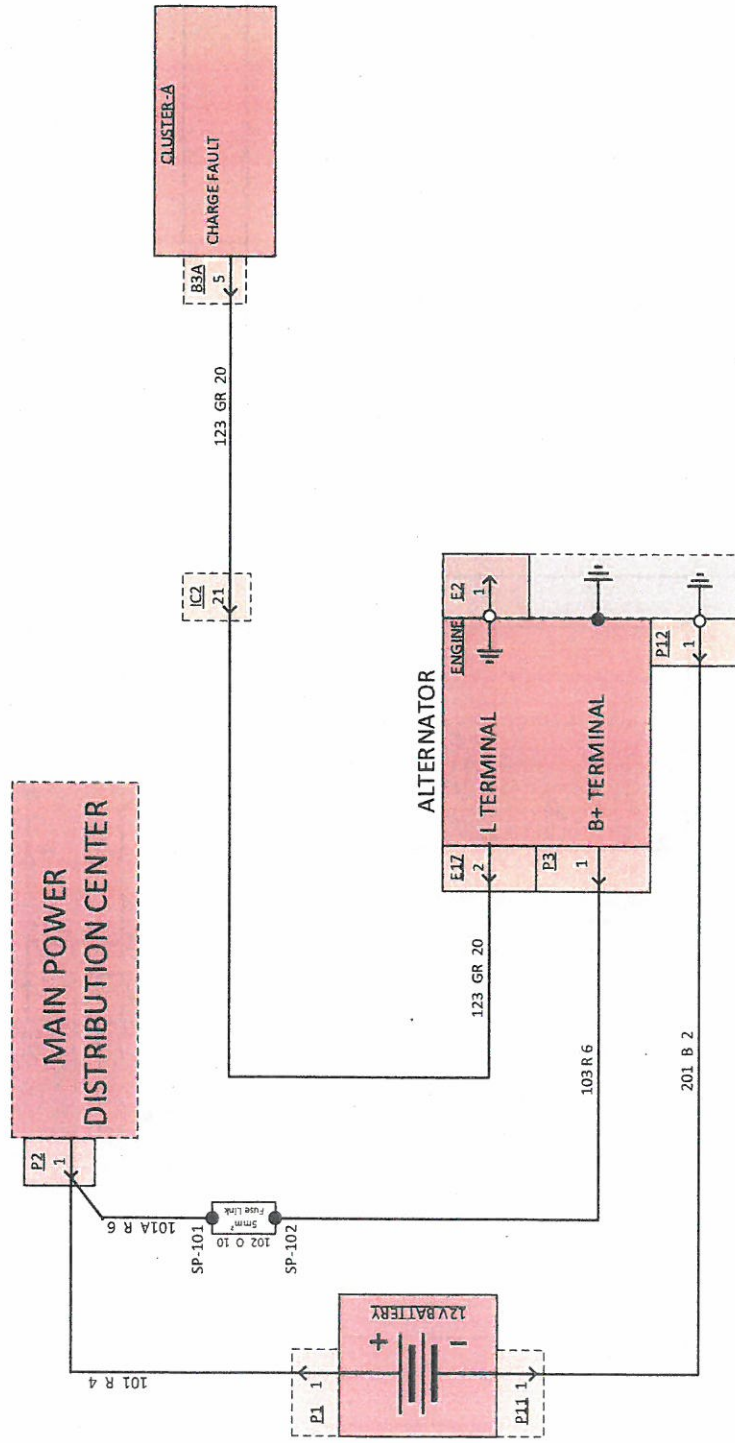 MAIN POWER
DISTRIBUTION CENTER
P2
1
101 R 4
101A R 6
SP-101
5mm²
Fuse Link
102 O 10
SP-102
P1 1
12V BATTERY
+
-
P11 1
CLUSTER-A
CHARGE FAULT
B3A
5
123 GR 20
IC2
21
ALTERNATOR
ENGINE
E2
1
L TERMINAL
E17
2
123 GR 20
B+ TERMINAL
P3
1
103 R 6
P12
1
201 B 2